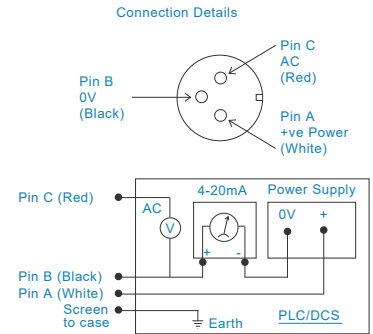 Connection Details
Pin C
AC
(Red)
Pin B
0V
(Black)
Pin A
+ve Power
(White)
4-20mA
Power Supply
Pin C (Red)
AC
V
0V
+
+
-
Pin B (Black)
Pin A (White)
Screen
to case
Earth
PLC/DCS